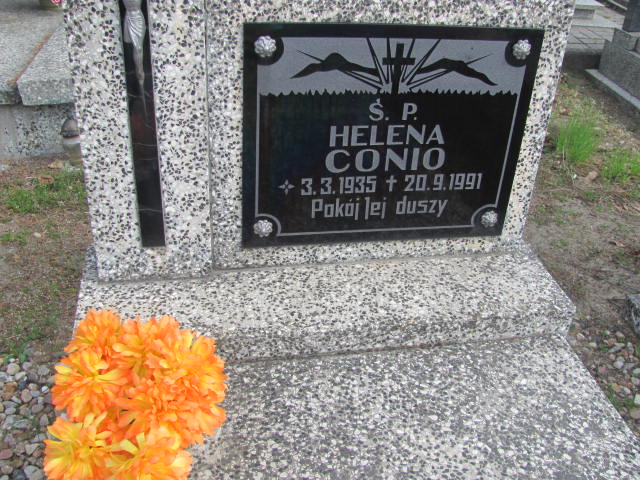 Ś. P.
HELENA
CONIO
3.3.1935 + 20.9.1991
Pokój Jej duszy